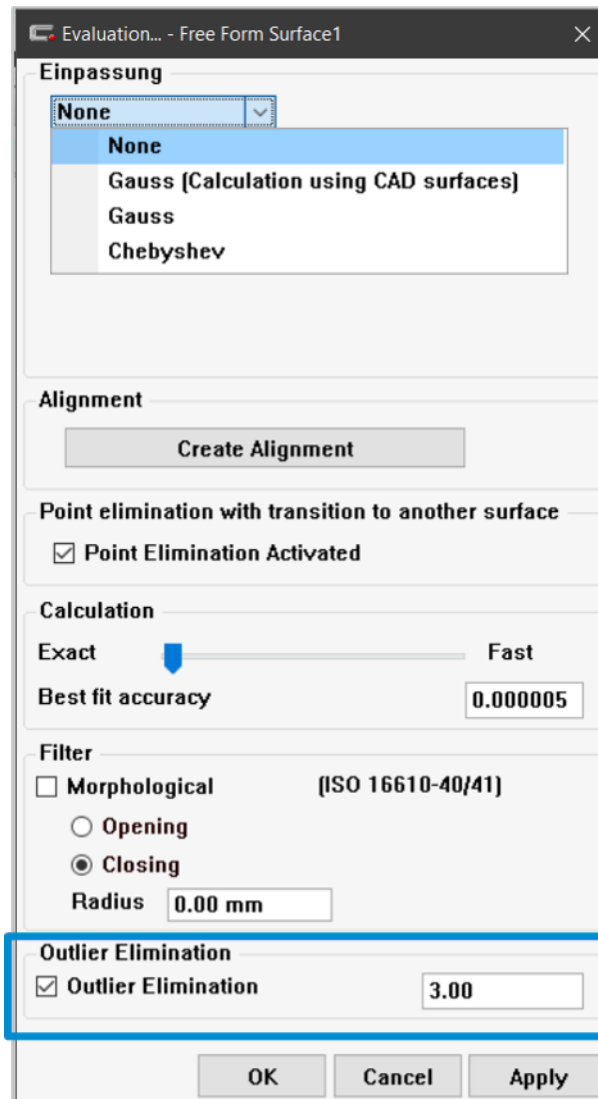 Evaluation... - Free Form Surface1
Einpassung
None
None
Gauss (Calculation using CAD surfaces)
Gauss
Chebyshev
Alignment
Create Alignment
Point elimination with transition to another surface
Point Elimination Activated
Calculation
Exact Fast
Best fit accuracy 0.000005
Filter
Morphological (ISO 16610-40/41)
Opening
Closing
Radius 0.00 mm
Outlier Elimination
Outlier Elimination 3.00
OK Cancel Apply